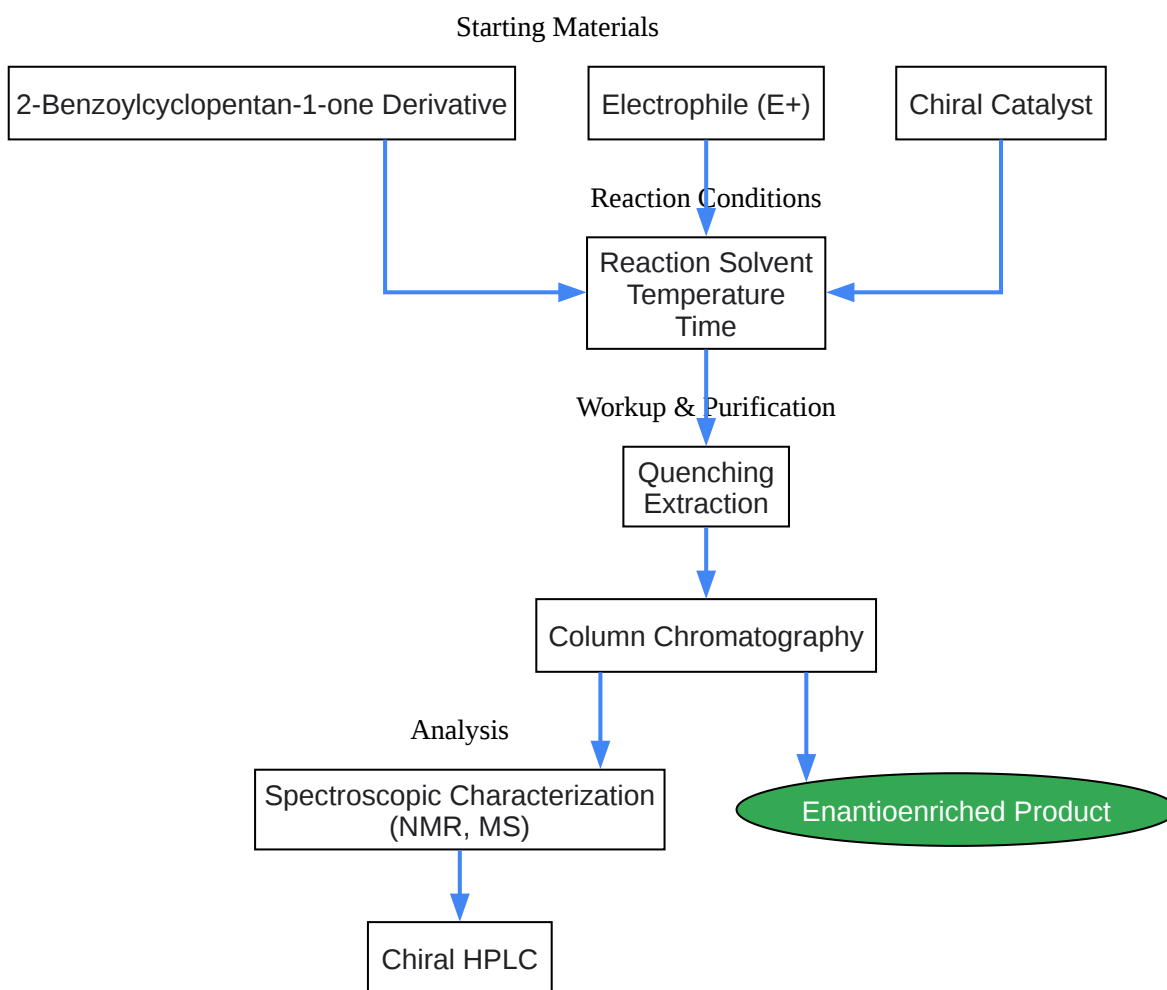 Starting Materials
2-Benzoylcyclopentan-1-one Derivative
Electrophile (E+)
Chiral Catalyst
Reaction Conditions
Reaction Solvent
Temperature
Time
Workup & Purification
Quenching
Extraction
Column Chromatography
Analysis
Spectroscopic Characterization
(NMR, MS)
Enantioenriched Product
Chiral HPLC